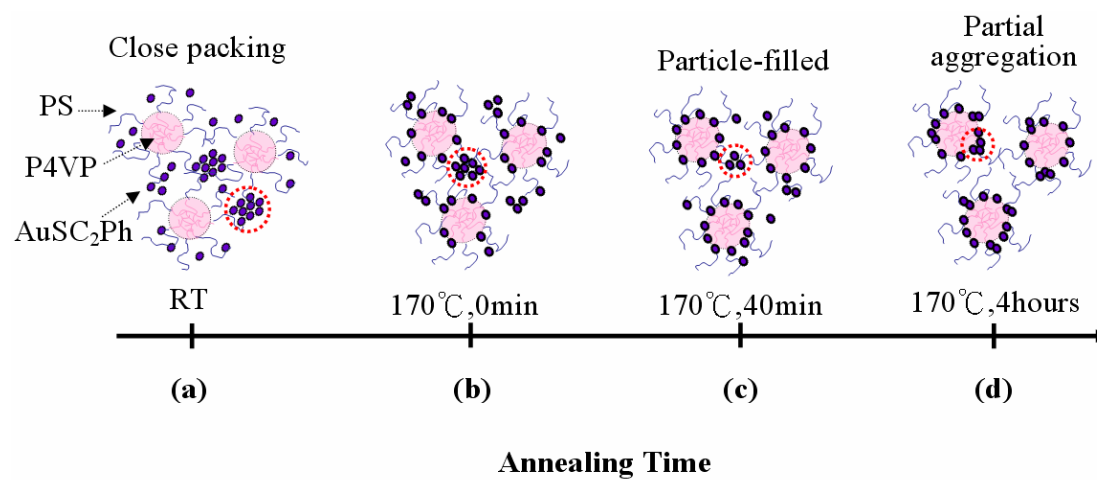 Close packing
PS
P4VP
AuSC₂Ph
RT
(a)
170℃,0min
(b)
Particle-filled
170℃,40min
(c)
Partial
aggregation
170℃,4hours
(d)
Annealing Time